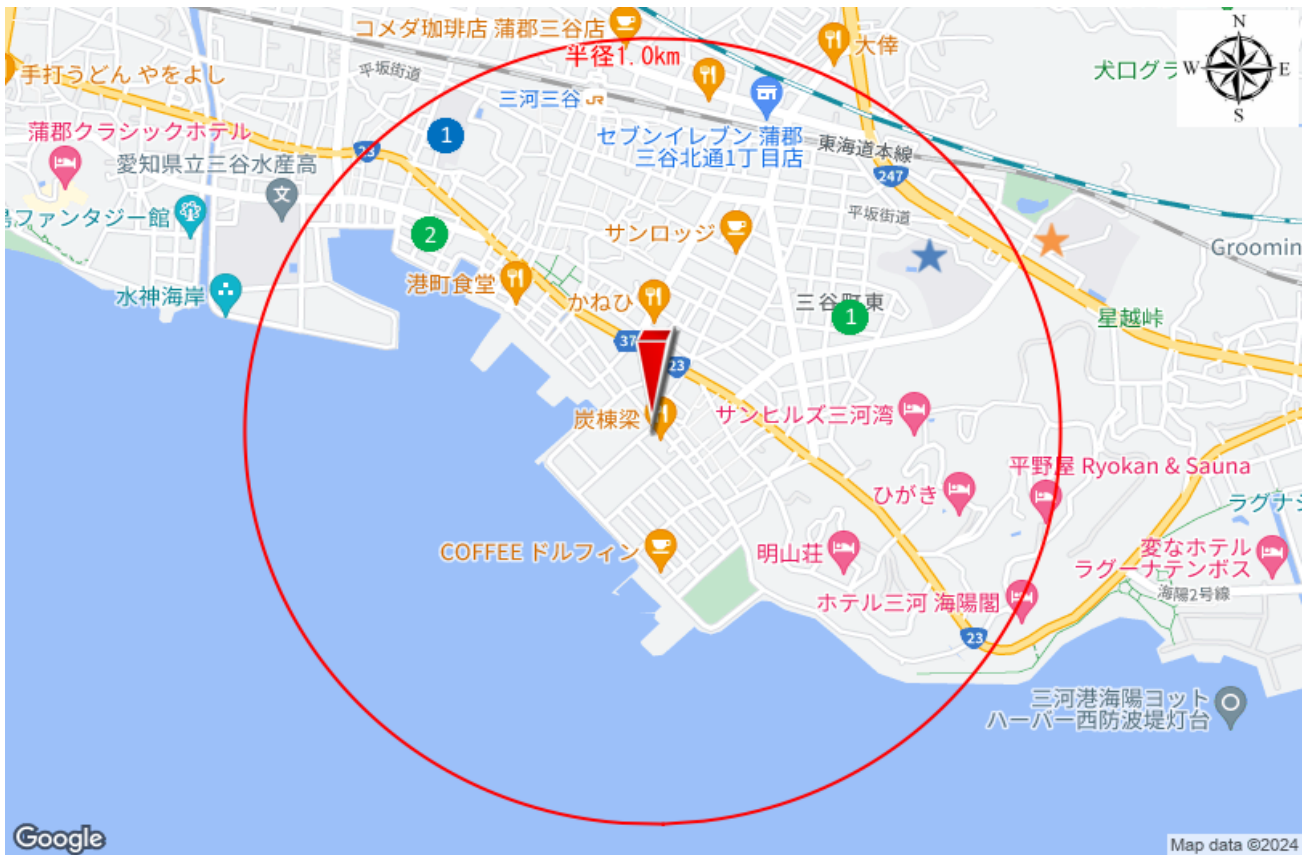 コメダ珈琲店 蒲郡三谷店
半径1.0km
大倖
犬口グラ
N
W
E
S
手打うどん やをよし
平坂街道
三河三谷
JR
セブンイレブン 蒲郡
三谷北通1丁目店
東海道本線
蒲郡クラシックホテル
1
23
愛知県立三谷水産高
文
247
島ファンタジー館
2
サンロッジ
平坂街道
Groomin
水神海岸
港町食堂
かねひ
三谷町東
1
星越峠
37
23
炭棟梁
サンヒルズ三河湾
平野屋 Ryokan & Sauna
ひがき
ラグナシ
COFFEE ドルフィン
明山荘
変なホテル
ラグーナテンボス
ホテル三河 海陽閣
海陽2号線
23
三河港海陽ヨット
ハーバー西防波堤灯台
Google
Map data ©2024